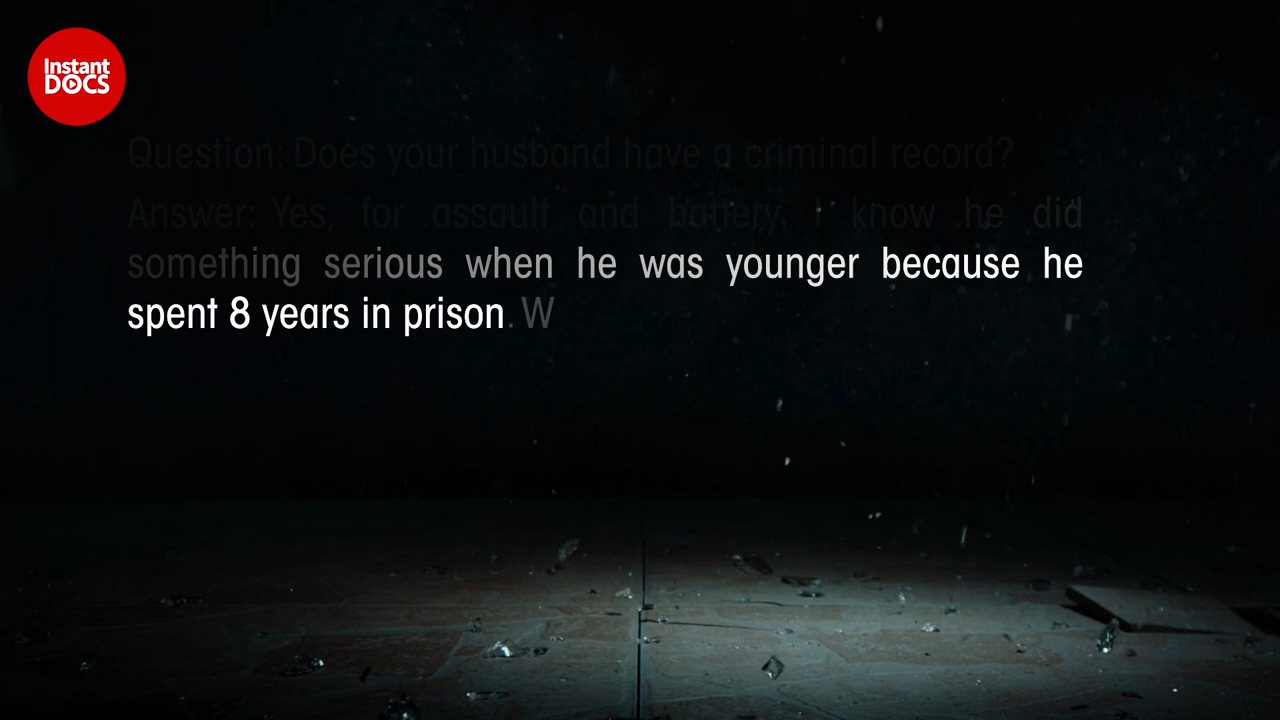 Instant
DOCS
Question: Does your husband have a criminal record?
Answer: Yes, for assault and battery. I know he did
something serious when he was younger because he
spent 8 years in prison. W